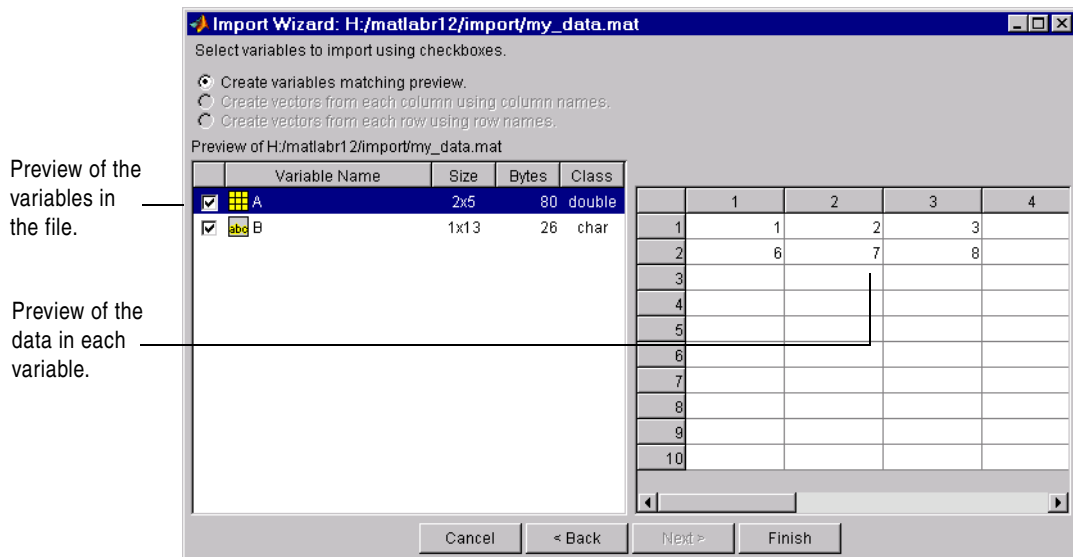 Import Wizard: H:/matlabr12/import/my_data.mat
Select variables to import using checkboxes.
Create variables matching preview.
Create vectors from each column using column names.
Create vectors from each row using row names.
Preview of H:/matlabr12/import/my_data.mat
Variable Name Size Bytes Class
A 2x5 80 double
abc B 1x13 26 char
1 2 3 4
1 1 2 3
2 6 7 8
3
4
5
6
7
8
9
10
Cancel < Back Next > Finish
Preview of the
variables in
the file.
Preview of the
data in each
variable.